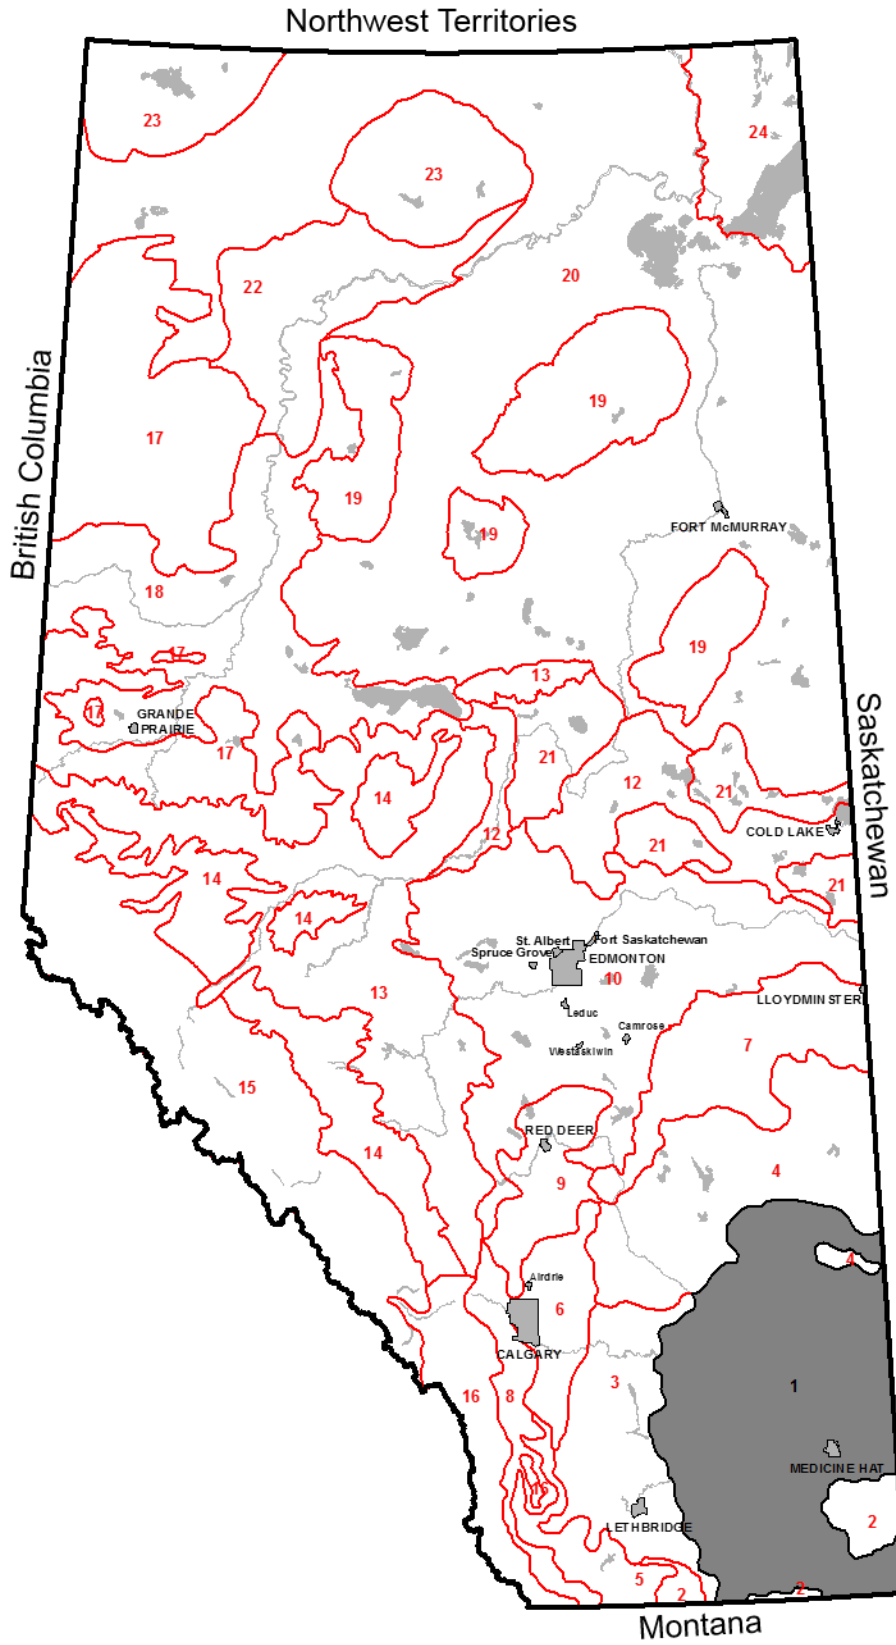 Northwest Territories
23
24
23
20
22
British Columbia
19
17
19
19
FORT McMURRAY
18
19
17
13
17
GRANDE
PRAIRIE
Saskatchewan
17
21
12
21
14
12
COLD LAKE
21
14
21
14
St. Albert
Fort Saskatchewan
Spruce Grove
EDMONTON
10
13
LLOYDMINSTER
Leduc
Camrose
7
Wetaskiwin
15
RED DEER
14
9
4
4
Airdrie
6
CALGARY
3
1
16
8
MEDICINE HAT
16
2
LETHBRIDGE
5
2
2
Montana